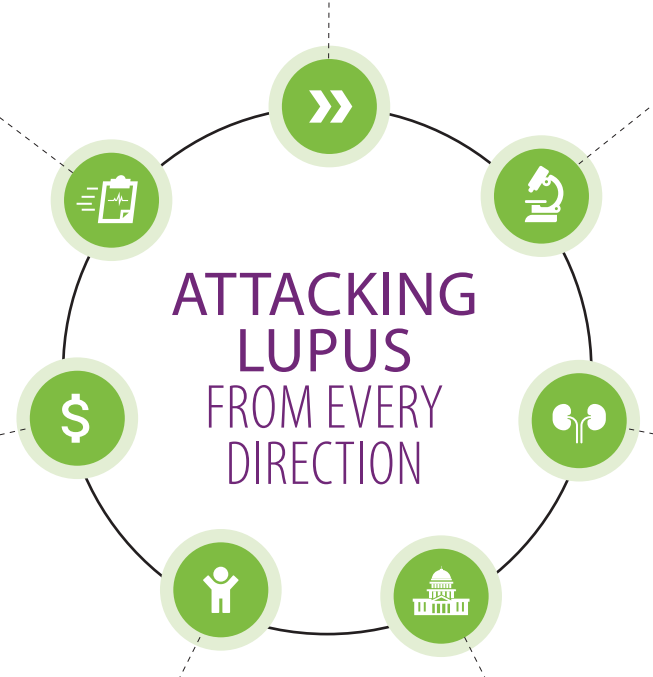 ATTACKING
LUPUS
FROM EVERY
DIRECTION
$